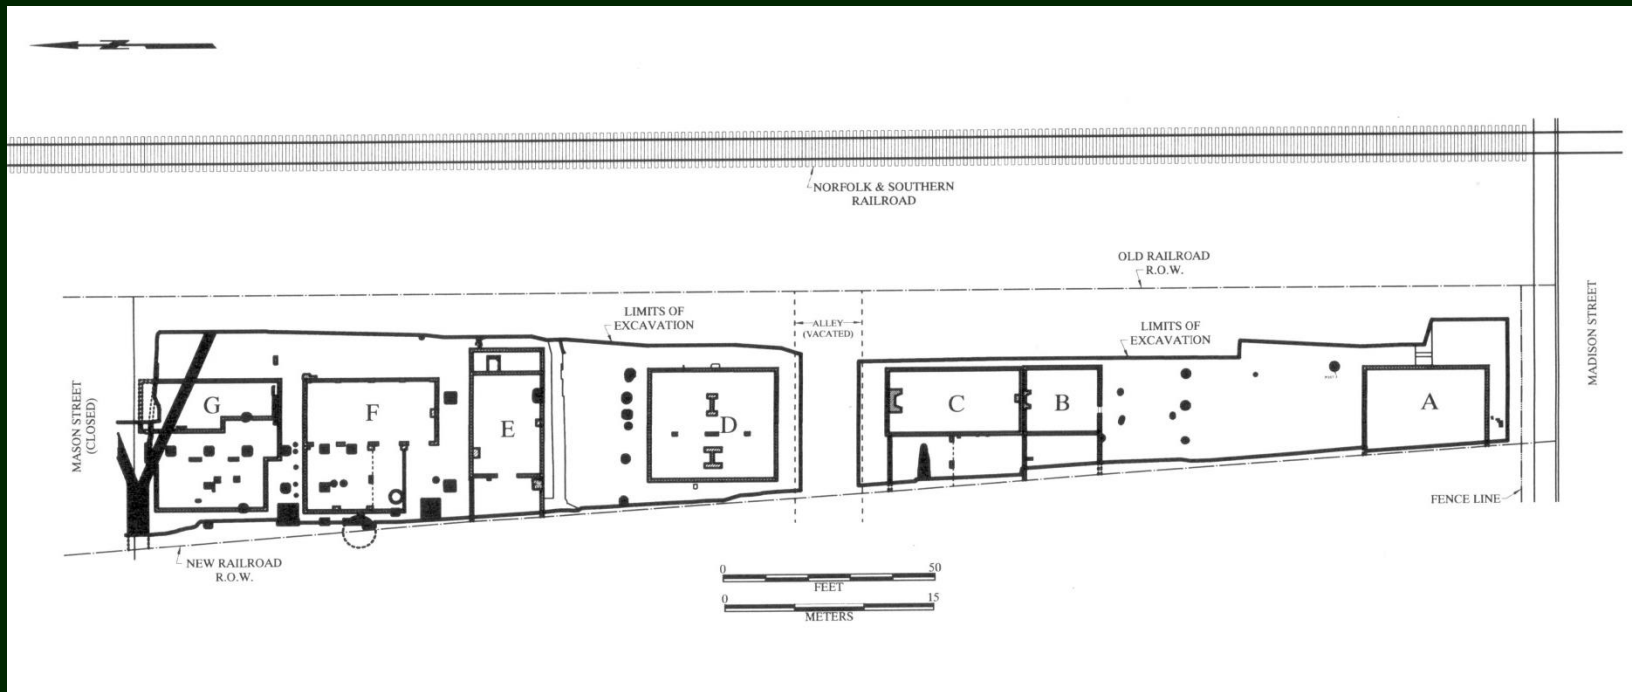 N
NORFOLK & SOUTHERN
RAILROAD
OLD RAILROAD
R.O.W.
LIMITS OF
EXCAVATION
ALLEY
(VACATED)
LIMITS OF
EXCAVATION
MASON STREET
(CLOSED)
MADISON STREET
G
F
E
D
C
B
A
FENCE LINE
NEW RAILROAD
R.O.W.
0 50
FEET
0 15
METERS